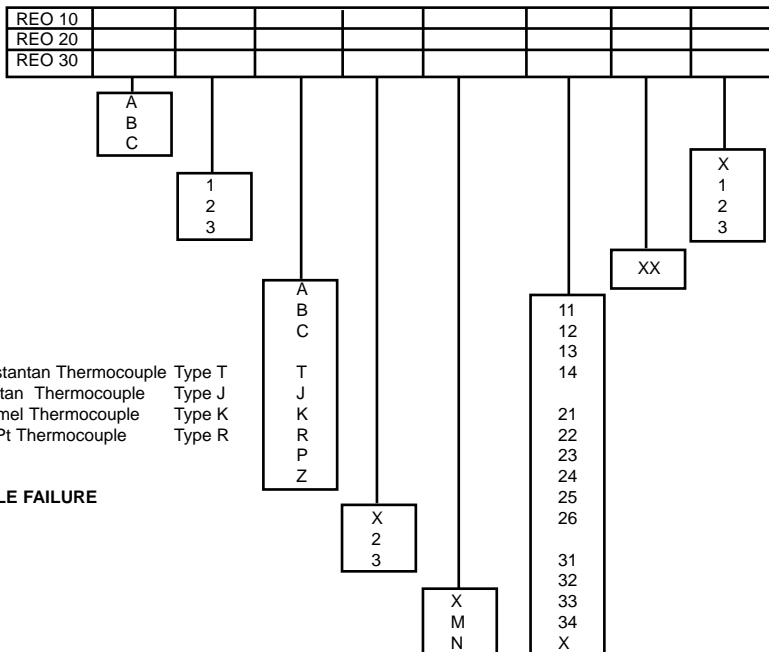 REO 10
REO 20
REO 30
A
B
C
1
2
3
X
1
2
3
XX
A
B
C
T
J
K
R
P
Z
11
12
13
14
21
22
23
24
25
26
31
32
33
34
X
stantan Thermocouple Type T
tan Thermocouple Type J
mel Thermocouple Type K
Pt Thermocouple Type R
LE FAILURE
X
2
3
X
M
N